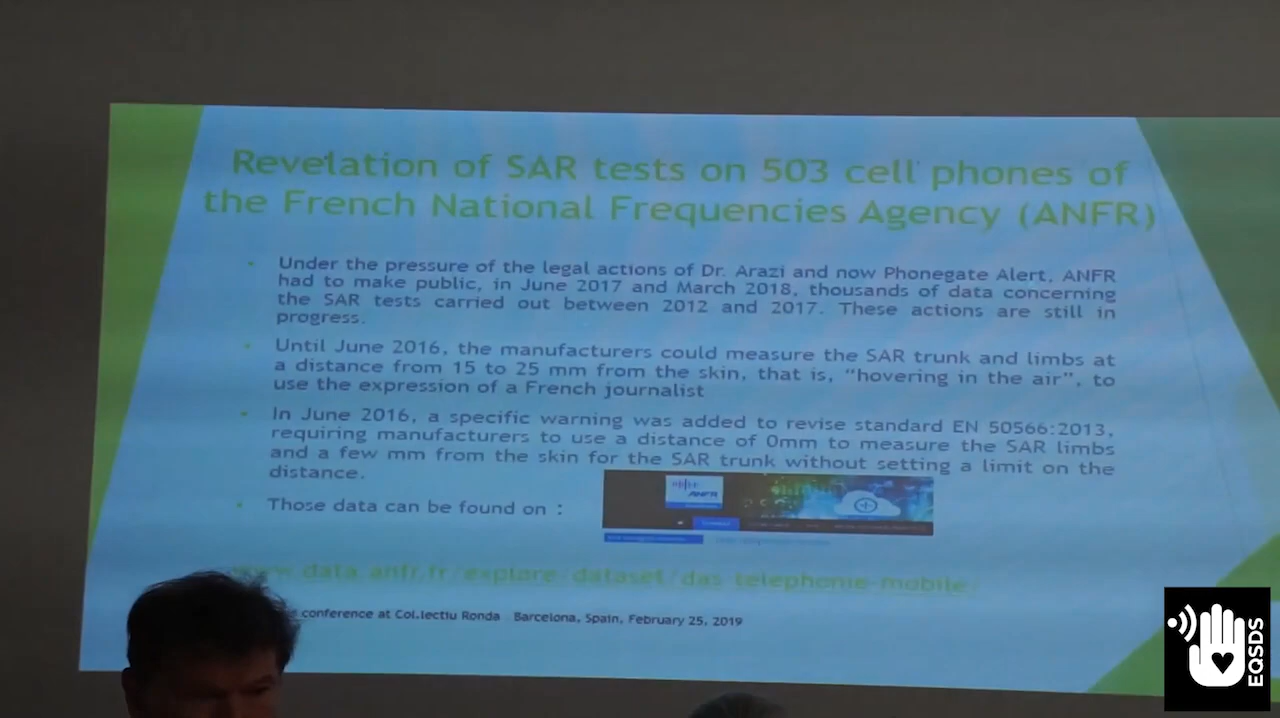 Revelation of SAR tests on 503 cell phones of
the French National Frequencies Agency (ANFR)
Under the pressure of the legal actions of Dr. Arazi and now Phonegate Alert, ANFR
had to make public, in June 2017 and March 2018, thousands of data concerning
the SAR tests carried out between 2012 and 2017. These actions are still in
progress.
Until June 2016, the manufacturers could measure the SAR trunk and limbs at
a distance from 15 to 25 mm from the skin, that is, “hovering in the air”, to
use the expression of a French journalist
In June 2016, a specific warning was added to revise standard EN 50566:2013,
requiring manufacturers to use a distance of 0mm to measure the SAR limbs
and a few mm from the skin for the SAR trunk without setting a limit on the
distance.
Those data can be found on :
ANFR
www.data.anfr.fr/explore/dataset/das-telephonie-mobile/
conference at Col.lectiu Ronda Barcelona, Spain, February 25, 2019
EQSDS